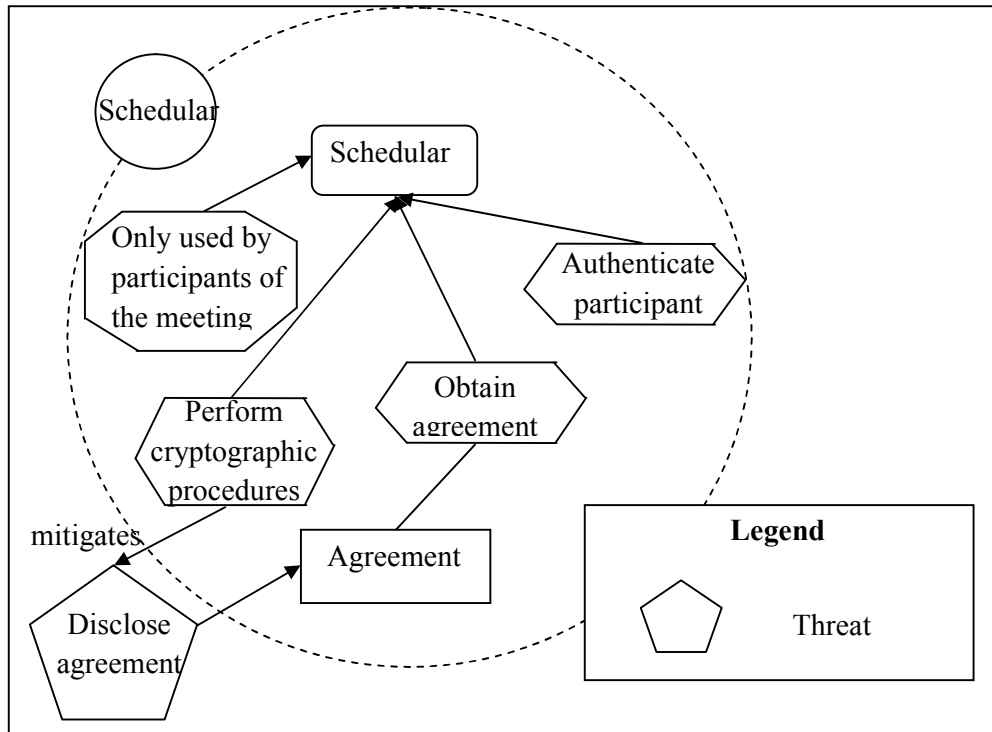 Schedular
Schedular
Only used by
participants of
the meeting
Authenticate
participant
Obtain
agreement
Perform
cryptographic
procedures
mitigates
Agreement
Disclose
agreement
Legend
Threat